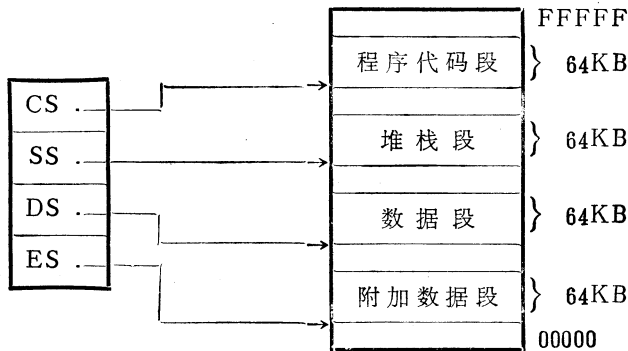 FFFFF
程序代码段 } 64KB
CS
堆栈段 } 64KB
SS
DS
数据段 } 64KB
ES
附加数据段 } 64KB
00000